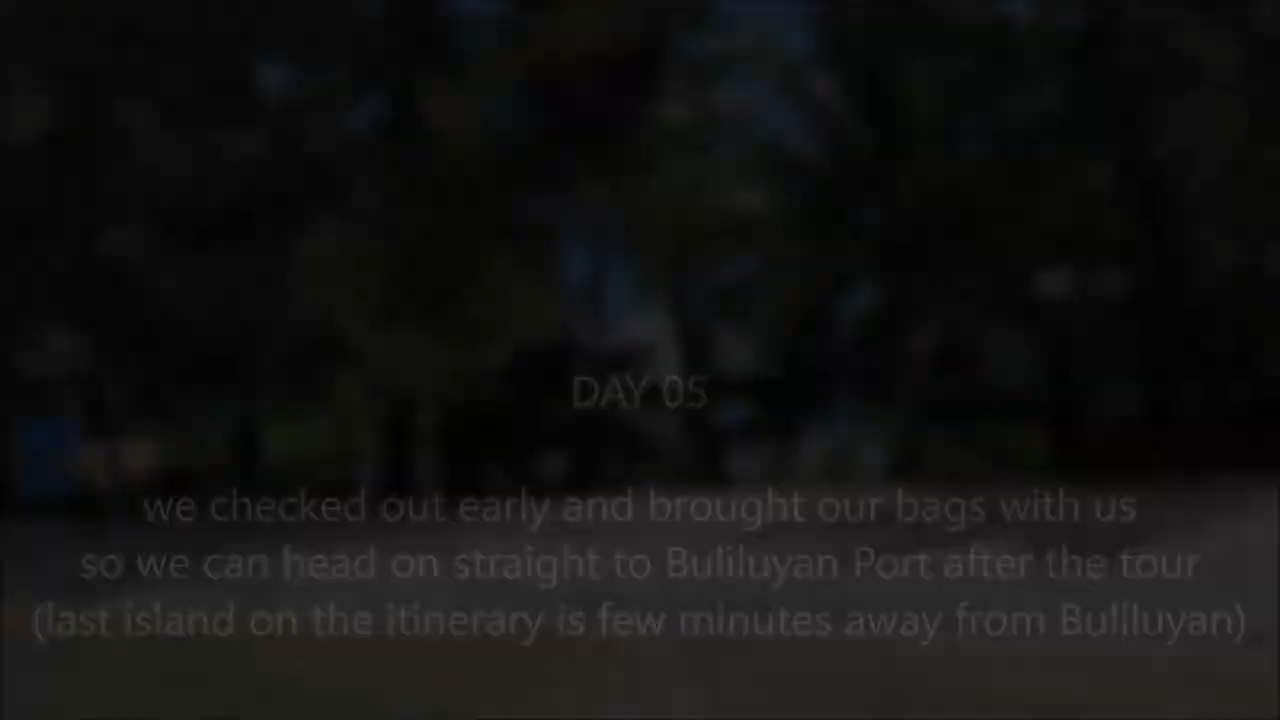 DAY 05
we checked out early and brought our bags with us
so we can head on straight to Buliluyan Port after the tour
(last island on the itinerary is few minutes away from Buliluyan)